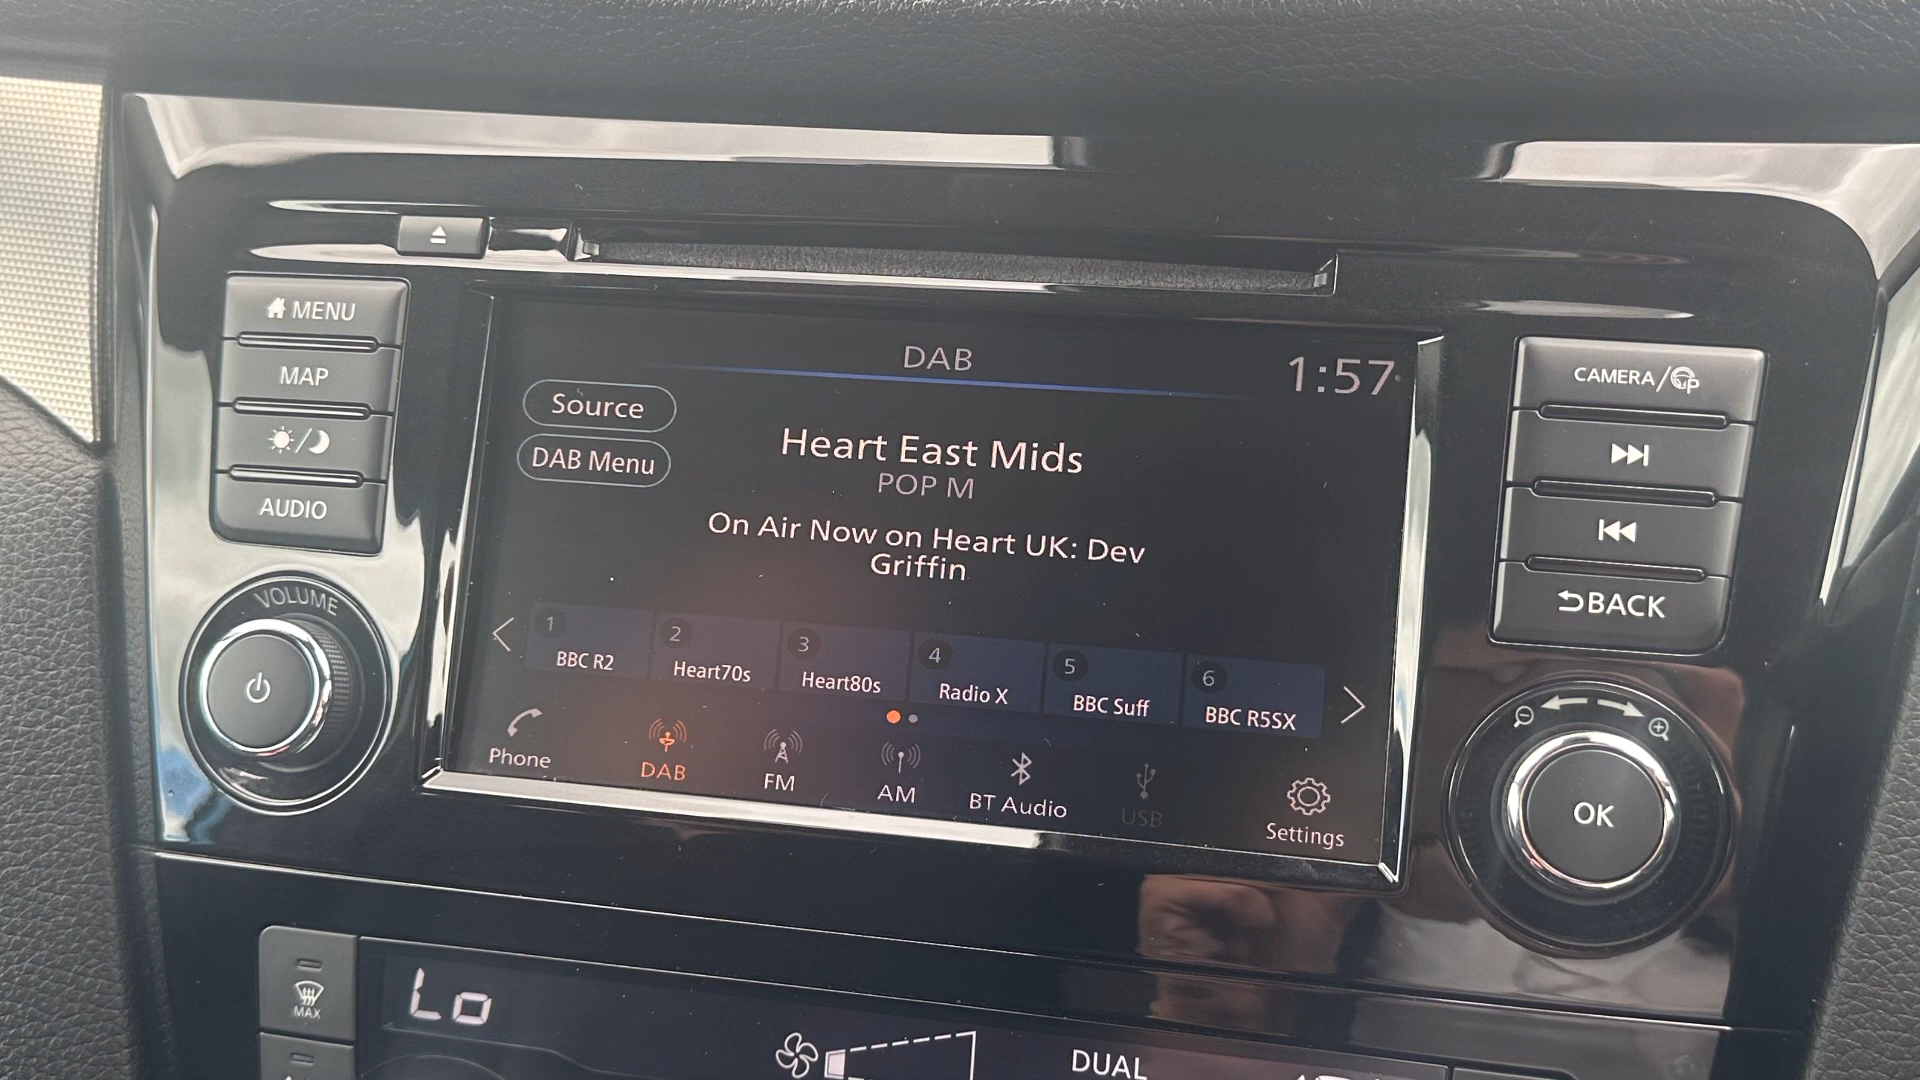 MENU
MAP
AUDIO
VOLUME
DAB
1:57
Source
DAB Menu
Heart East Mids
POP M
On Air Now on Heart UK: Dev
Griffin
1
BBC R2
2
Heart70s
3
Heart80s
4
Radio X
5
BBC Suff
6
BBC R5SX
Phone
DAB
FM
AM
BT Audio
USB
Settings
CAMERA/
BACK
OK
MAX
Lo
DUAL